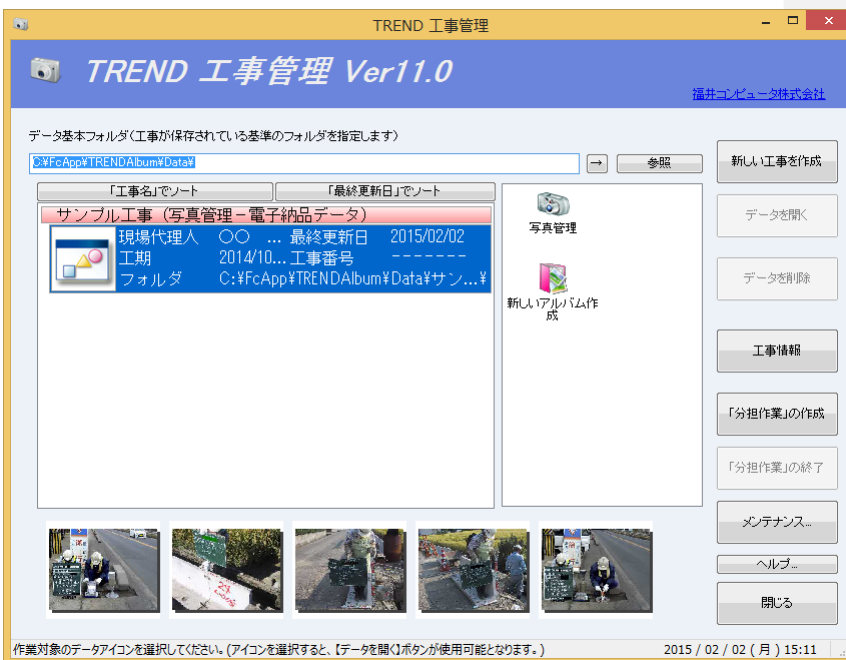 TREND 工事管理
TREND 工事管理 Ver11.0
福井コンピュータ株式会社
データ基本フォルダ(工事が保存されている基準のフォルダを指定します)
C:¥FcApp¥TRENDAlbum¥Data¥
→
参照
新しい工事を作成
「工事名」でソート
「最終更新日」でソート
サンプル工事（写真管理－電子納品データ）
現場代理人 ○○ ... 最終更新日 2015/02/02
工期 2014/10... 工事番号 -------
フォルダ C:¥FcApp¥TRENDAlbum¥Data¥サン...¥
写真管理
新しいアルバム作
成
データを開く
データを削除
工事情報
「分担作業」の作成
「分担作業」の終了
メンテナンス...
ヘルプ...
閉じる
作業対象のデータアイコンを選択してください。(アイコンを選択すると、【データを開く】ボタンが使用可能となります。)
2015 / 02 / 02 ( 月 ) 15:11